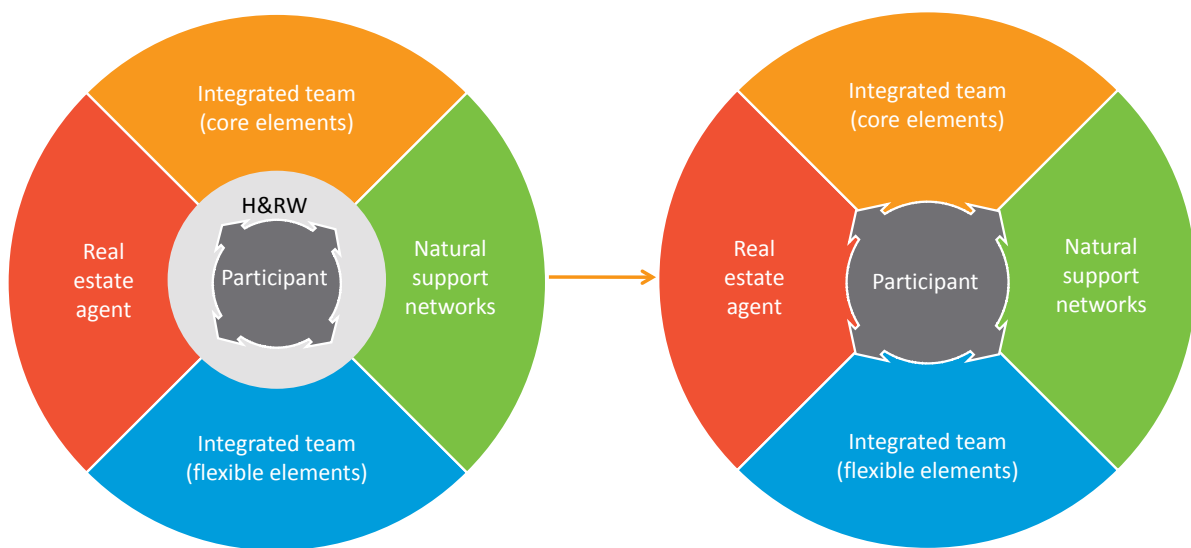 Integrated team
(core elements)
H&RW
Real
estate
agent
Participant
Natural
support
networks
Integrated team
(flexible elements)
Integrated team
(core elements)
Real
estate
agent
Participant
Natural
support
networks
Integrated team
(flexible elements)